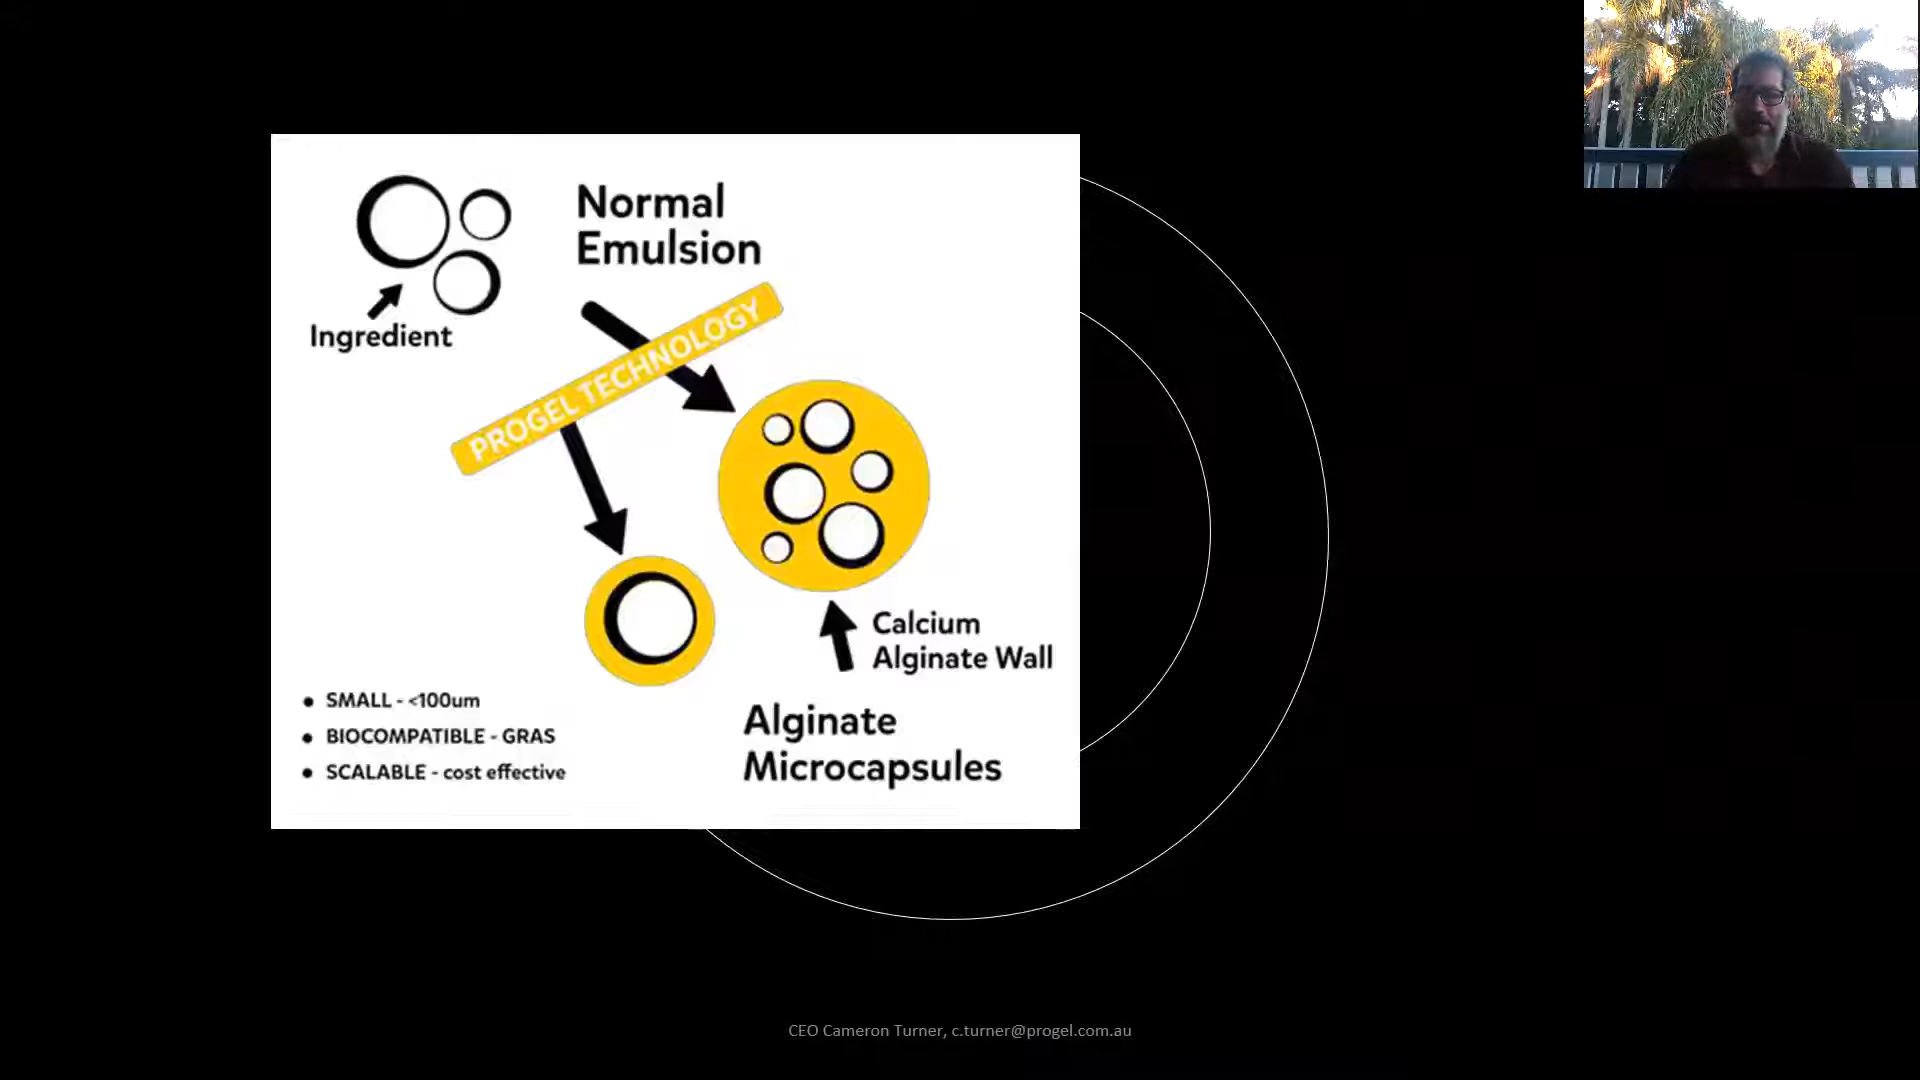 Normal
Emulsion
Ingredient
PROGEL TECHNOLOGY
Calcium
Alginate Wall
Alginate
Microcapsules
• SMALL - <100um
• BIOCOMPATIBLE - GRAS
• SCALABLE - cost effective
CEO Cameron Turner, c.turner@progel.com.au